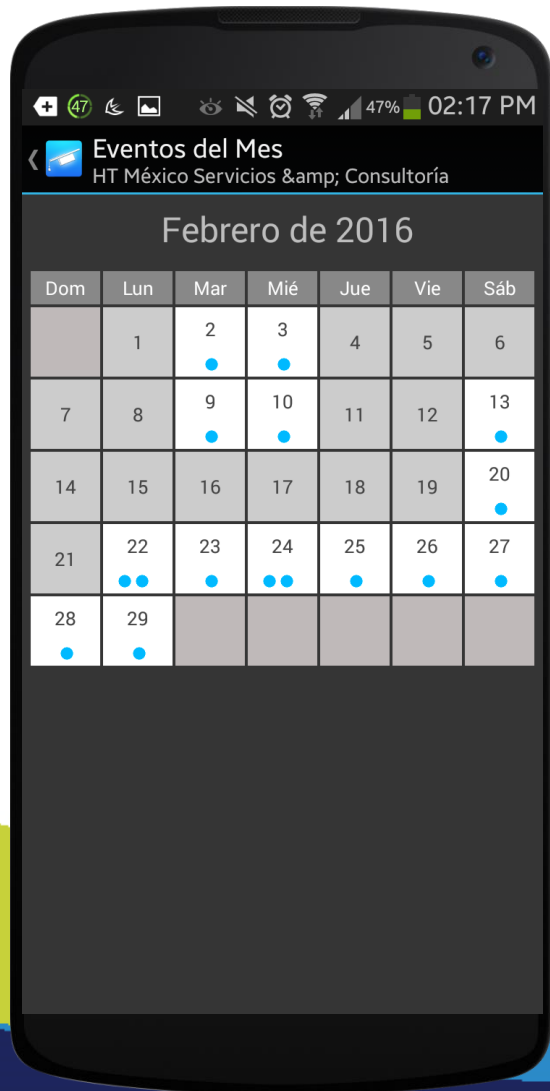 47 47% 02:17 PM
Eventos del Mes
HT México Servicios &amp; Consultoría
Febrero de 2016
Dom Lun Mar Mié Jue Vie Sáb
1 2 3 4 5 6
7 8 9 10 11 12 13
14 15 16 17 18 19 20
21 22 23 24 25 26 27
28 29